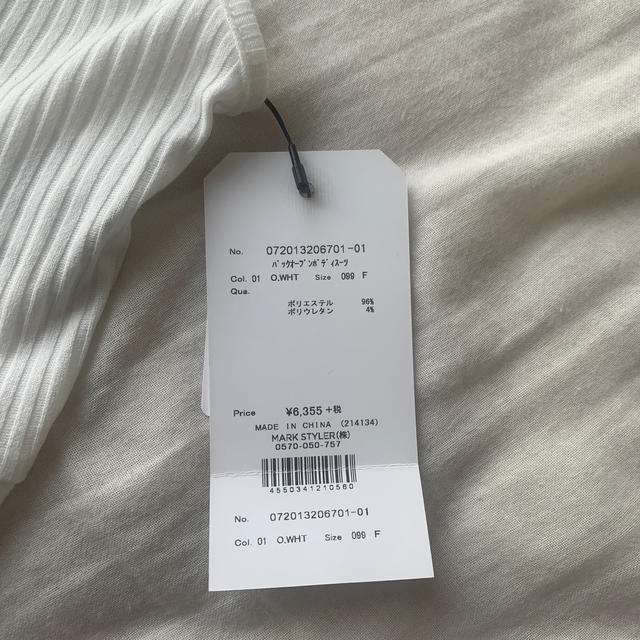 No. 072013206701-01
ﾊﾞｯｸｵｰﾌﾟﾝﾎﾞﾃﾞｨｽｰﾂ
Col. 01 O.WHT Size 099 F
Qua.
ポリエステル 96%
ポリウレタン 4%
Price ¥6,355 +税
MADE IN CHINA (214134)
MARK STYLER(株)
0570-050-757
4550341210560
No. 072013206701-01
Col. 01 O.WHT Size 099 F